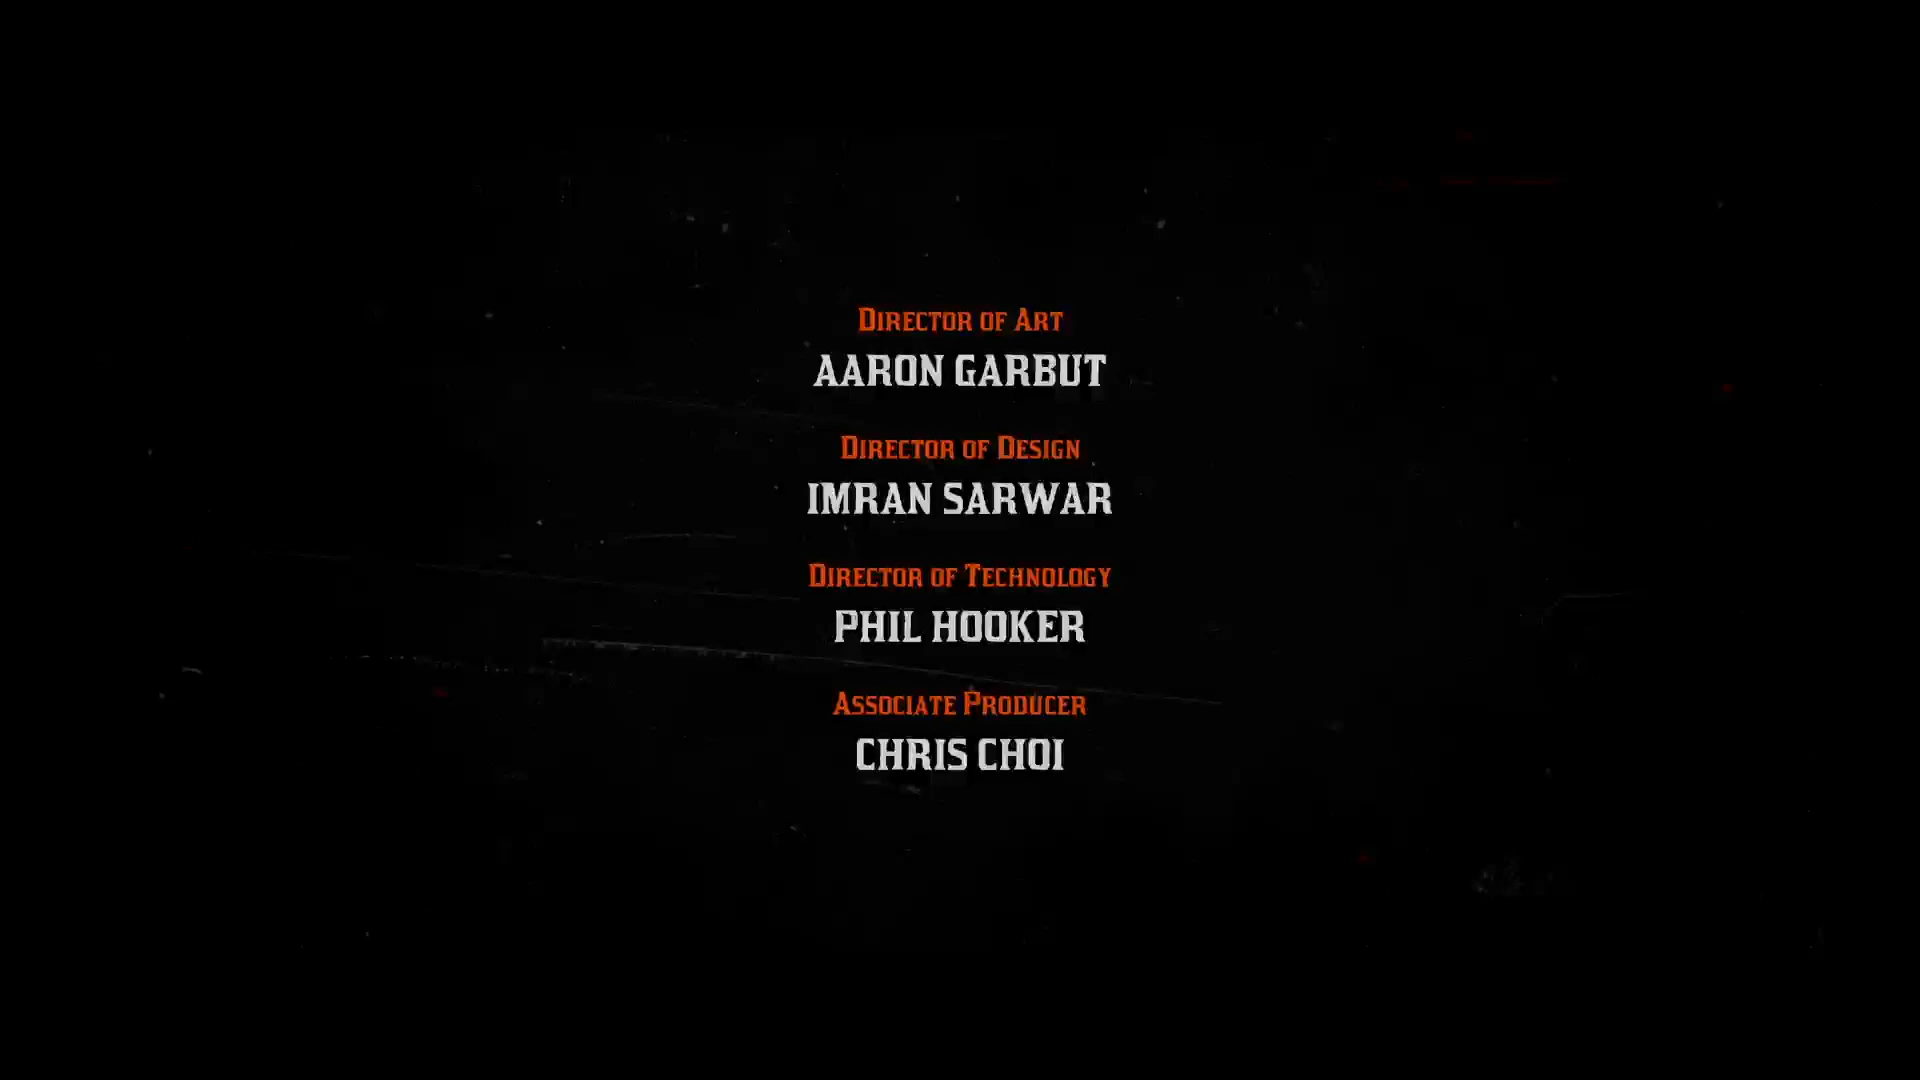 Director of Art
AARON GARBUT
Director of Design
IMRAN SARWAR
Director of Technology
PHIL HOOKER
Associate Producer
CHRIS CHOI